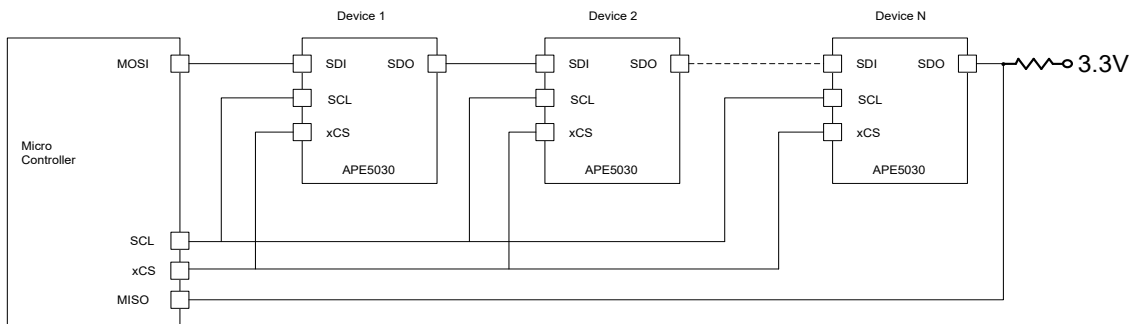 Device 1
Device 2
Device N
MOSI
SDI
SDO
SDI
SDO
SDI
SDO
3.3V
SCL
SCL
SCL
xCS
xCS
xCS
Micro
Controller
APE5030
APE5030
APE5030
SCL
xCS
MISO